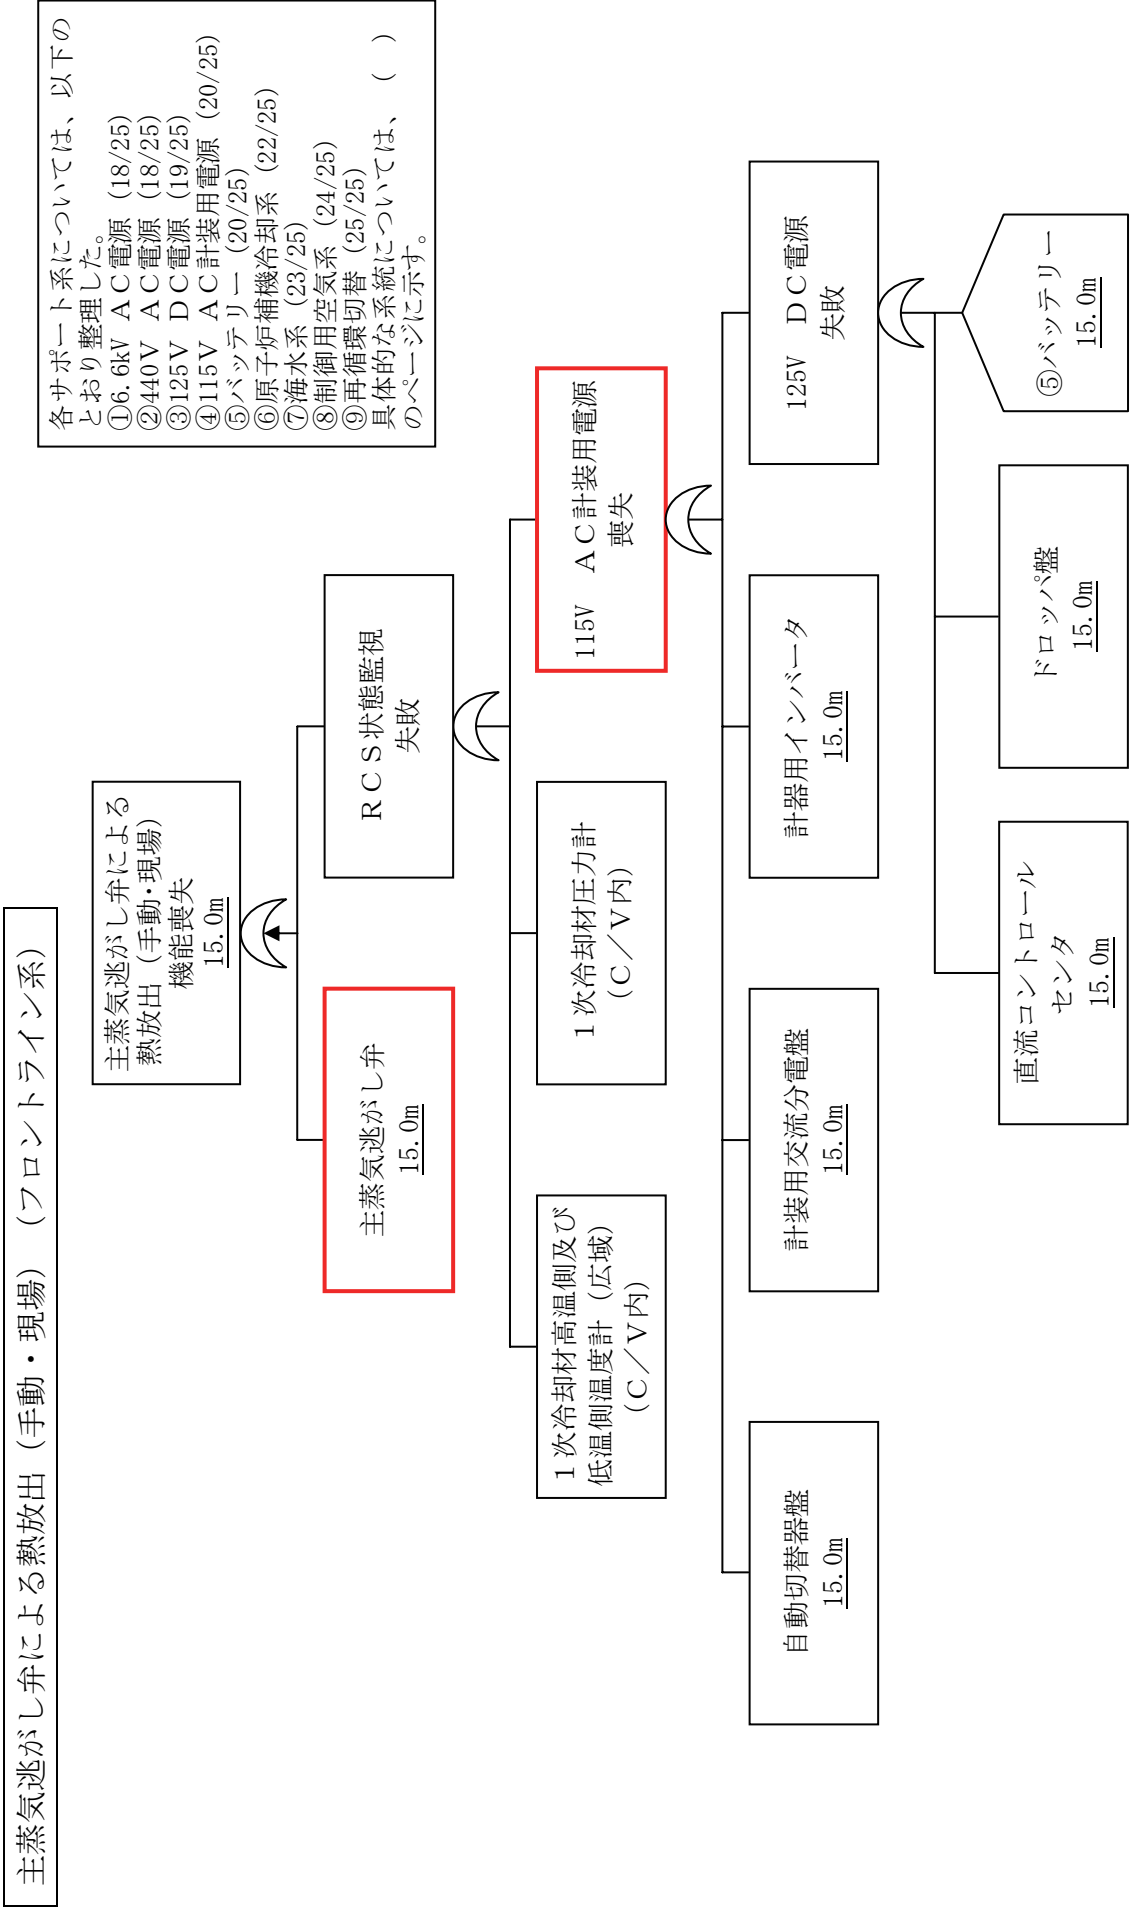 主蒸気逃がし弁による熱放出（手動・現場）（フロントライン系）
各サポート系については、以下の
とおり整理した。
①6.6kV AC電源（18/25）
②440V AC電源（18/25）
③125V DC電源（19/25）
④115V AC計装用電源（20/25）
⑤バッテリー（20/25）
⑥原子炉補機冷却系（22/25）
⑦海水系（23/25）
⑧制御用空気系（24/25）
⑨再循環切替（25/25）
具体的な系統については、（　）
のページに示す。
主蒸気逃がし弁による
熱放出（手動・現場）
機能喪失
15.0m
主蒸気逃がし弁
15.0m
RCS状態監視
失敗
1次冷却材高温側及び
低温側温度計（広域）
（C／V内）
1次冷却材圧力計
（C／V内）
115V AC計装用電源
喪失
自動切替器盤
15.0m
計装用交流分電盤
15.0m
計器用インバータ
15.0m
125V DC電源
失敗
直流コントロール
センタ
15.0m
ドロッパ盤
15.0m
⑤バッテリー
15.0m